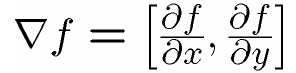 ∇f = [∂f/∂x, ∂f/∂y]